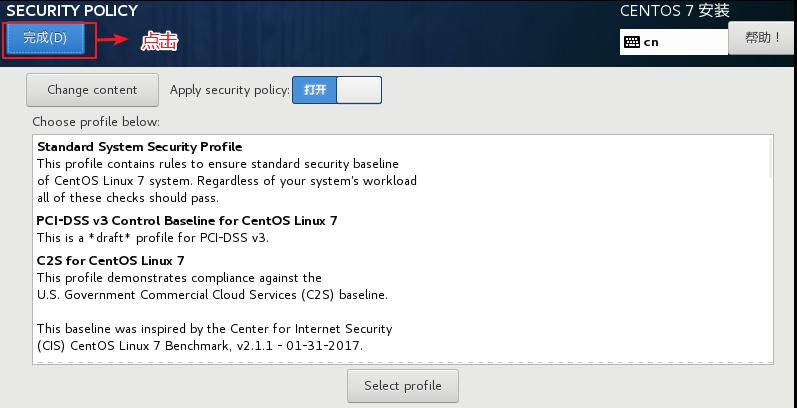 SECURITY POLICY
CENTOS 7 安装
完成(D)
点击
cn
帮助！
Change content
Apply security policy:
打开
Choose profile below:
Standard System Security Profile
This profile contains rules to ensure standard security baseline
of CentOS Linux 7 system. Regardless of your system's workload
all of these checks should pass.
PCI-DSS v3 Control Baseline for CentOS Linux 7
This is a *draft* profile for PCI-DSS v3.
C2S for CentOS Linux 7
This profile demonstrates compliance against the
U.S. Government Commercial Cloud Services (C2S) baseline.
This baseline was inspired by the Center for Internet Security
(CIS) CentOS Linux 7 Benchmark, v2.1.1 - 01-31-2017.
Select profile